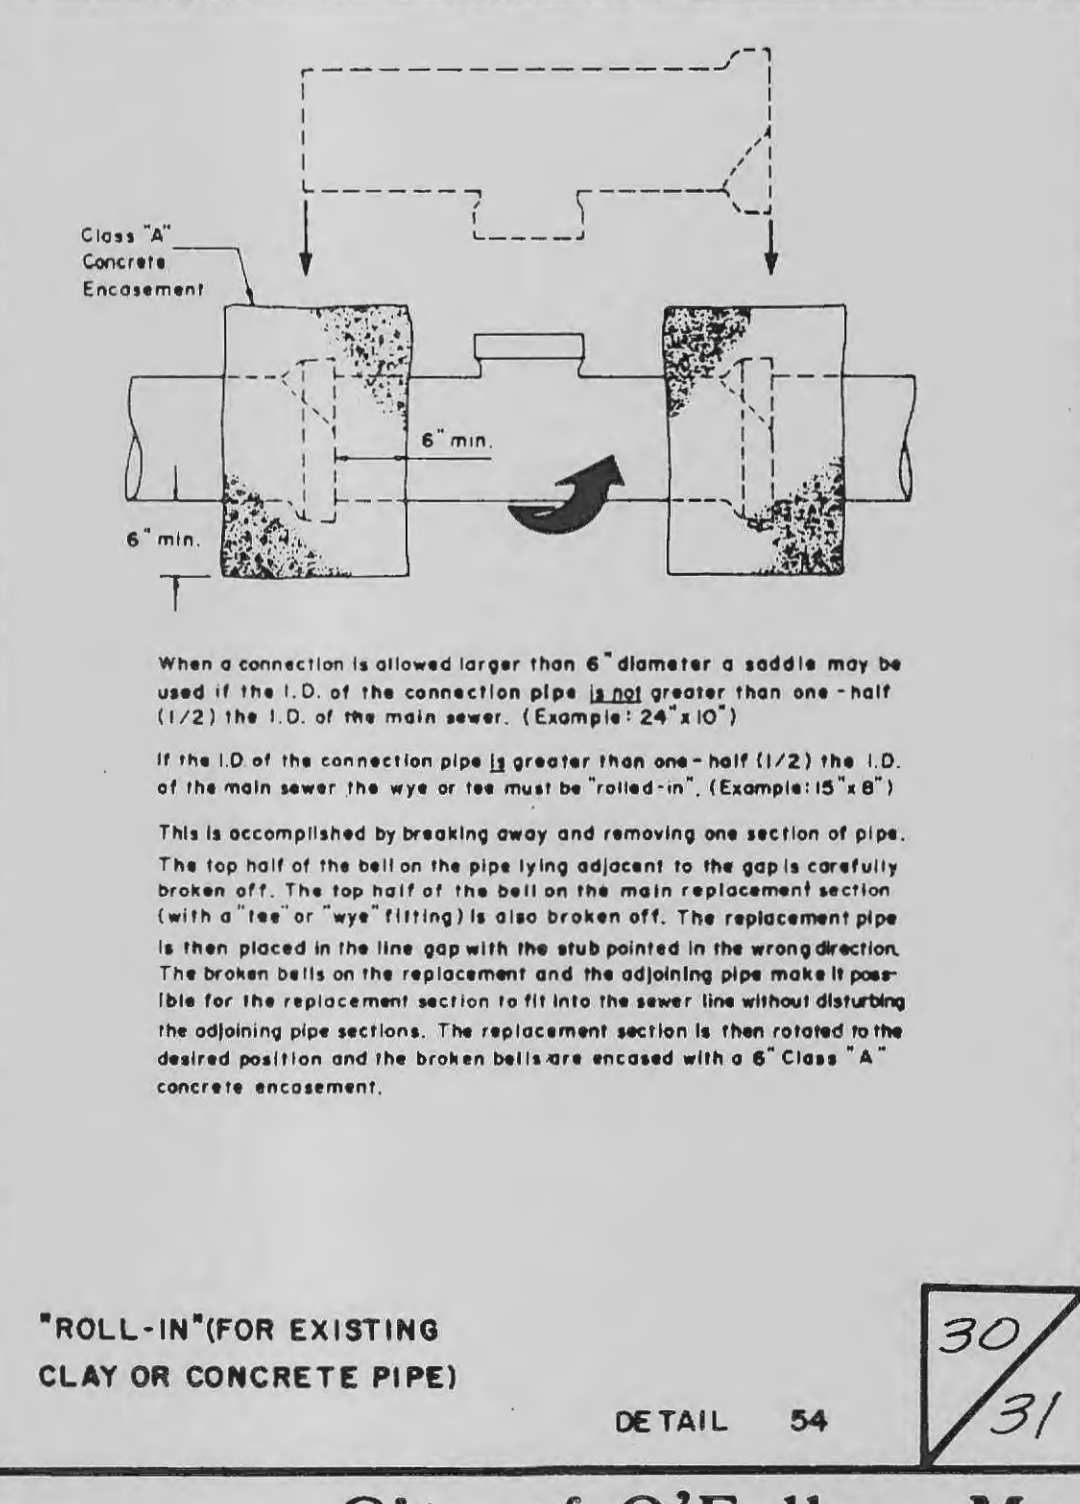 Class "A"
Concrete
Encasement
6" min.
6" min.
When a connection is allowed larger than 6" diameter a saddle may be
used if the I.D. of the connection pipe is not greater than one-half
(1/2) the I.D. of the main sewer. (Example: 24"x10")
If the I.D. of the connection pipe is greater than one-half (1/2) the I.D.
of the main sewer the wye or tee must be "rolled-in". (Example: 15"x 8")
This is accomplished by breaking away and removing one section of pipe.
The top half of the bell on the pipe lying adjacent to the gap is carefully
broken off. The top half of the bell on the main replacement section
(with a "tee" or "wye" fitting) is also broken off. The replacement pipe
is then placed in the line gap with the stub pointed in the wrong direction.
The broken bells on the replacement and the adjoining pipe make it poss-
ible for the replacement section to fit into the sewer line without disturbing
the adjoining pipe sections. The replacement section is then rotated to the
desired position and the broken bells are encased with a 6" Class "A"
concrete encasement.
"ROLL-IN"(FOR EXISTING
CLAY OR CONCRETE PIPE)
DETAIL 54
30
31